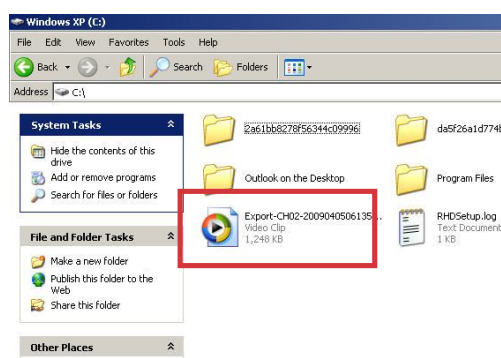 Windows XP (C:)
File Edit View Favorites Tools Help
Back Search Folders
Address C:\
System Tasks
Hide the contents of this
drive
Add or remove programs
Search for files or folders
File and Folder Tasks
Make a new folder
Publish this folder to the
Web
Share this folder
Other Places
2a61bb8278f56344c09996
da5f26a1d774b
Outlook on the Desktop
Program Files
Export-CH02-2009040506135...
Video Clip
1,248 KB
RHDSetup.log
Text Document
1 KB